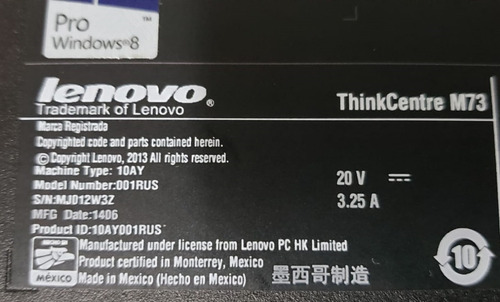 Pro
Windows®8
™
lenovo®
Trademark of Lenovo
Marca Registrada
Copyrighted code and parts contained herein.
©Copyright Lenovo, 2013 All rights reserved.
Machine Type: 10AY
Model Number:001RUS
S/N:MJ012W3Z
MFG Date:1406
Product ID:10AY001RUS
ThinkCentre M73
20 V
3.25 A
Manufactured under license from Lenovo PC HK Limited
Product certified in Monterrey, Mexico
Made in Mexico (Hecho en Mexico)
墨西哥制造
MÉXICO
10